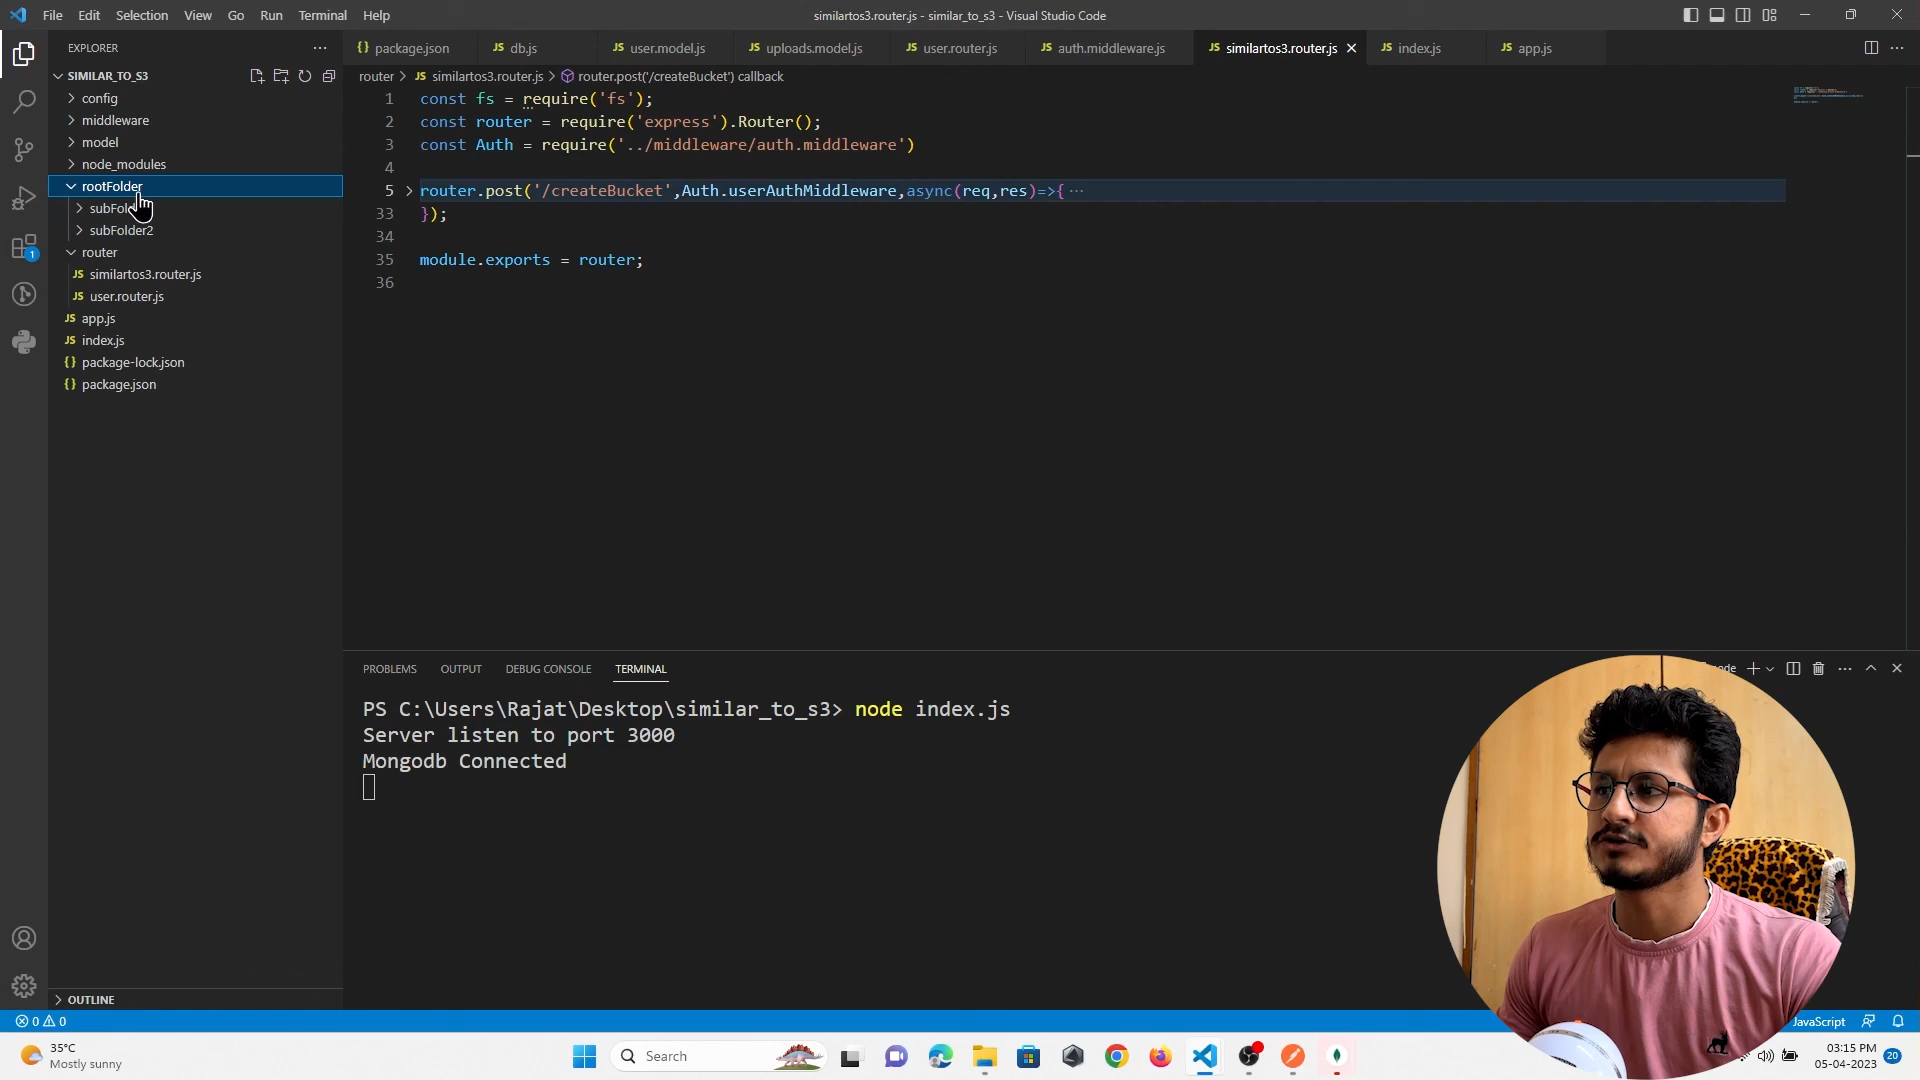 File Edit Selection View Go Run Terminal Help
similartos3.router.js - similar_to_s3 - Visual Studio Code
EXPLORER
package.json db.js user.model.js uploads.model.js user.router.js auth.middleware.js similartos3.router.js index.js app.js
SIMILAR_TO_S3
router > similartos3.router.js > router.post('/createBucket') callback
config
middleware
model
node_modules
rootFolder
subFol
subFolder2
router
similartos3.router.js
user.router.js
app.js
index.js
package-lock.json
package.json
1 const fs = require('fs');
2 const router = require('express').Router();
3 const Auth = require('../middleware/auth.middleware')
4
5 router.post('/createBucket',Auth.userAuthMiddleware,async(req,res)=>{ ···
33 });
34
35 module.exports = router;
36
PROBLEMS OUTPUT DEBUG CONSOLE TERMINAL
PS C:\Users\Rajat\Desktop\similar_to_s3> node index.js
Server listen to port 3000
Mongodb Connected
1
OUTLINE
0 0
JavaScript
35°C
Mostly sunny
Search
03:15 PM
05-04-2023
20